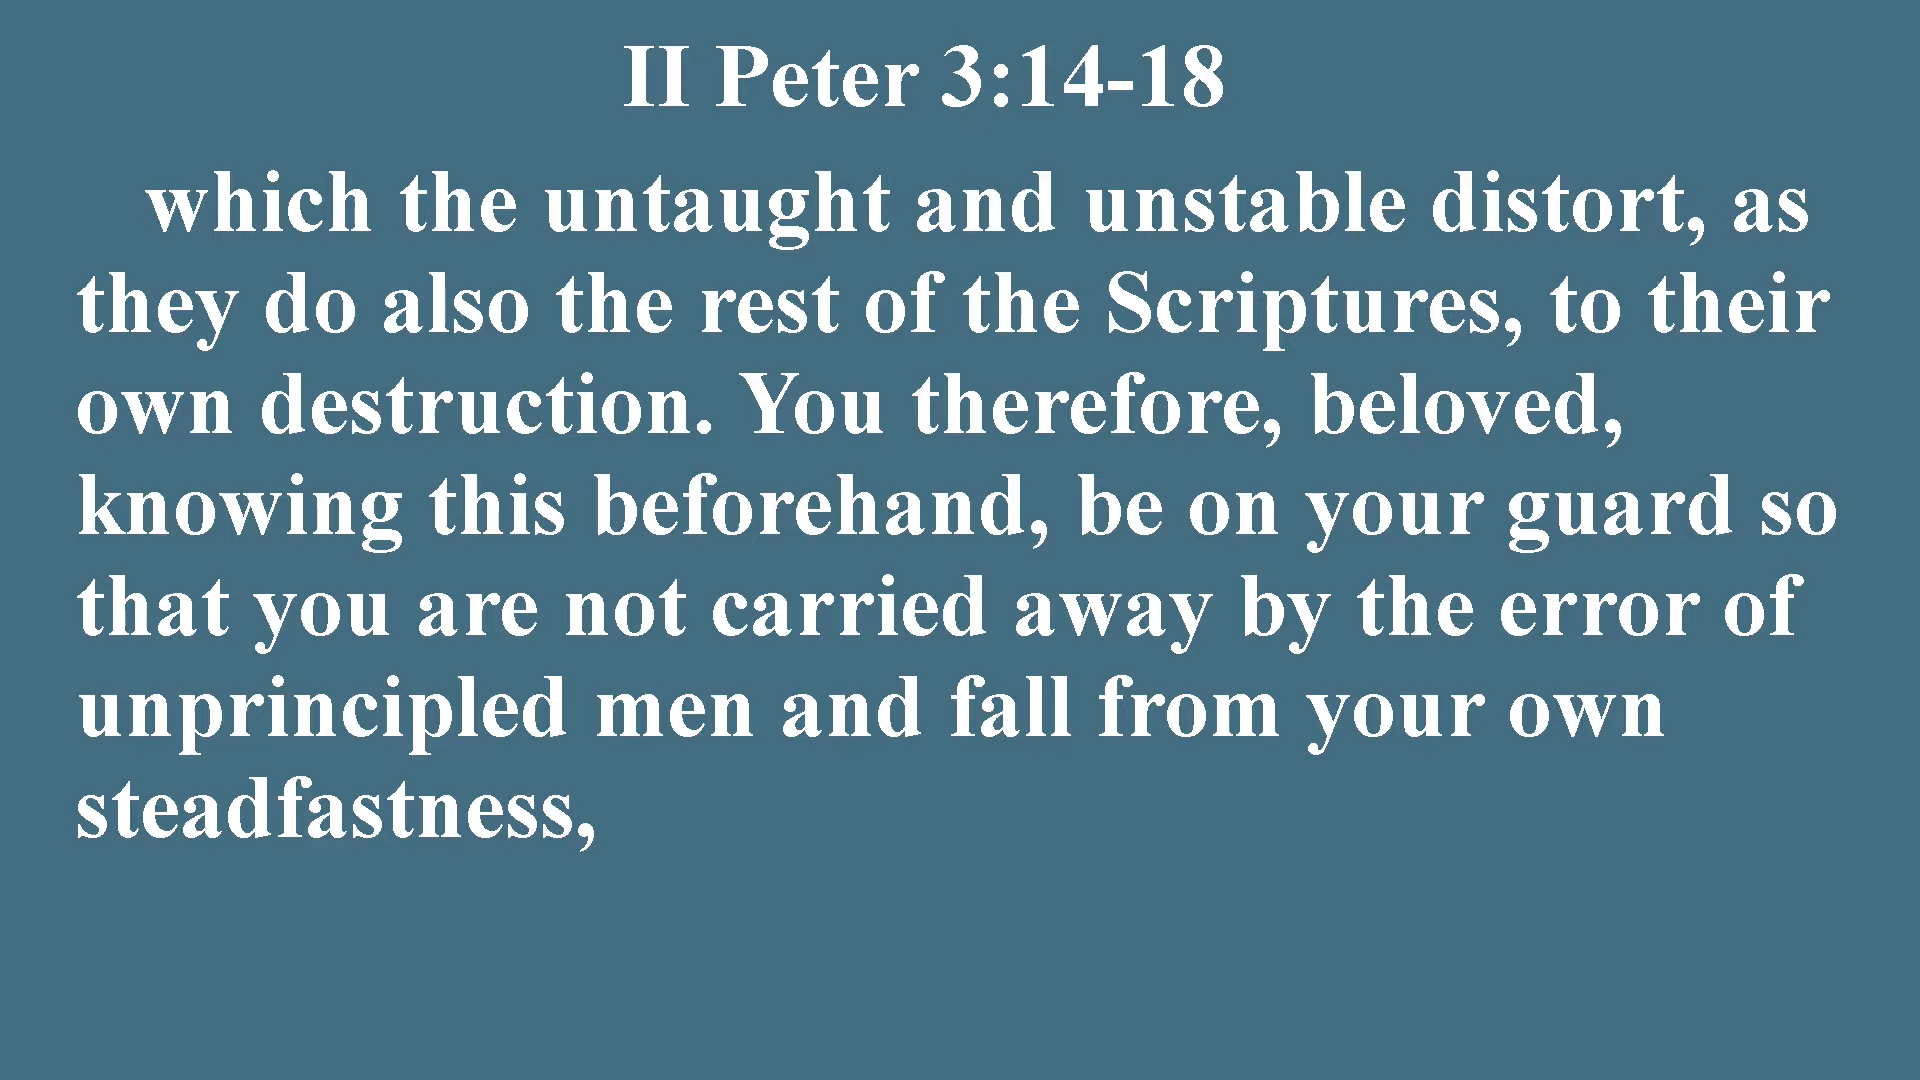 II Peter 3:14-18
which the untaught and unstable distort, as
they do also the rest of the Scriptures, to their
own destruction. You therefore, beloved,
knowing this beforehand, be on your guard so
that you are not carried away by the error of
unprincipled men and fall from your own
steadfastness,